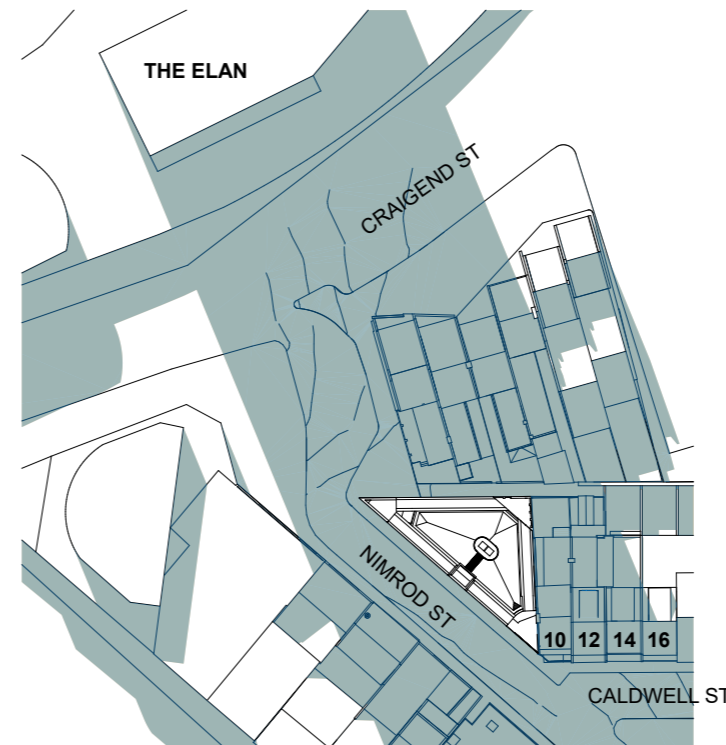 THE ELAN
CRAIGEND ST
NIMROD ST
10 12 14 16
CALDWELL ST